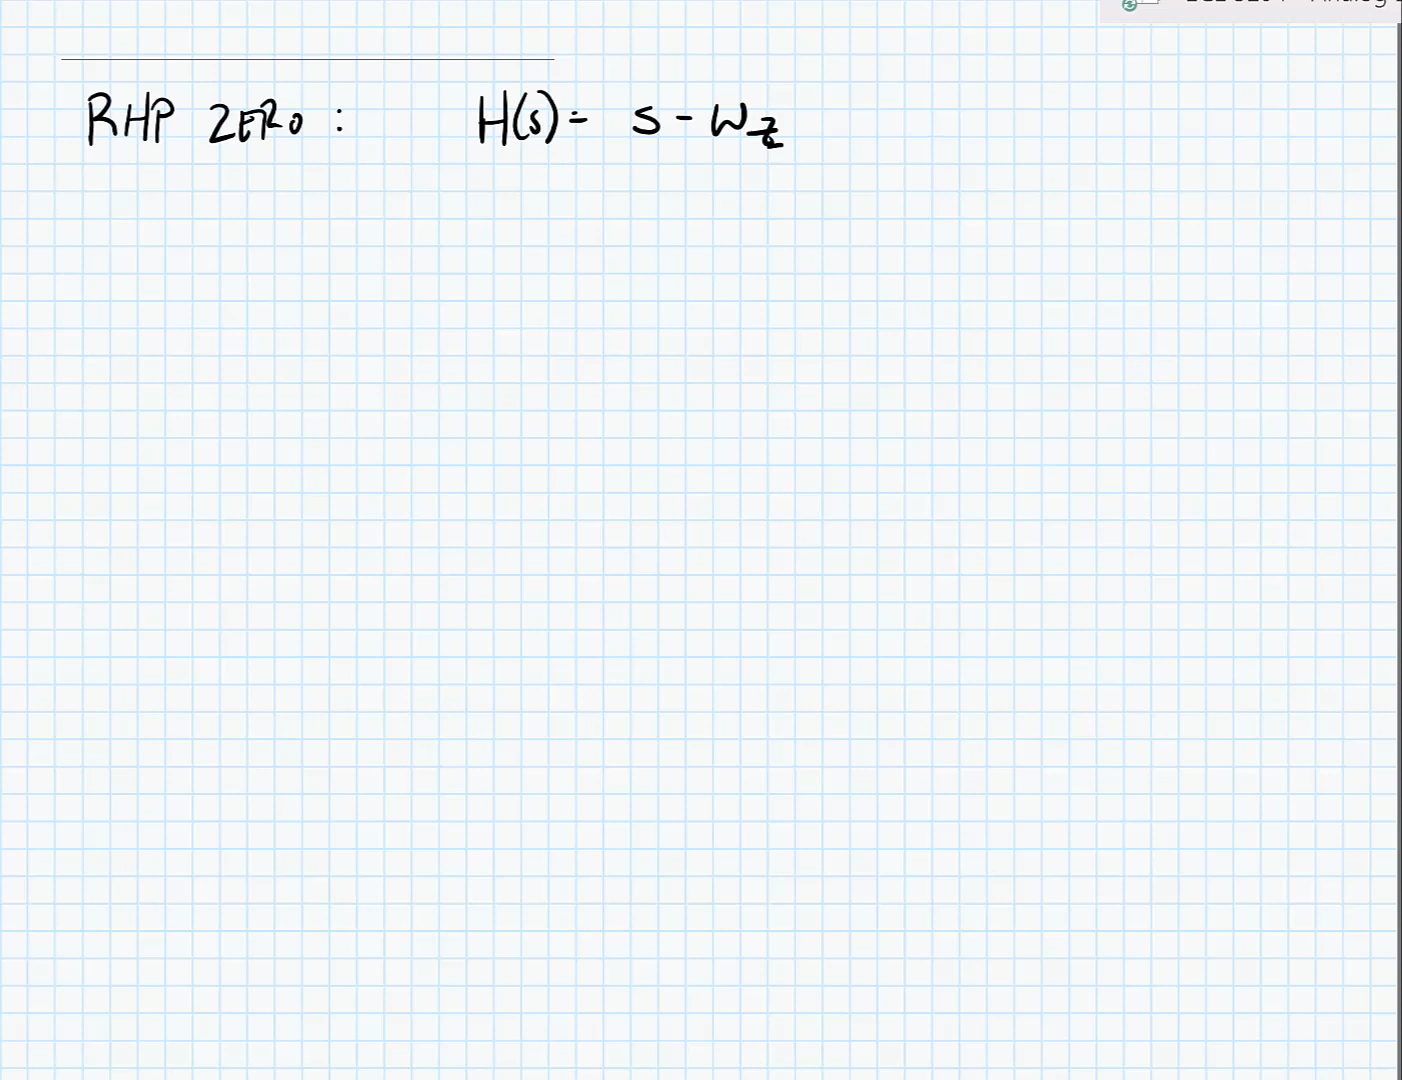 RHP ZERO : H(s) = s - ωz